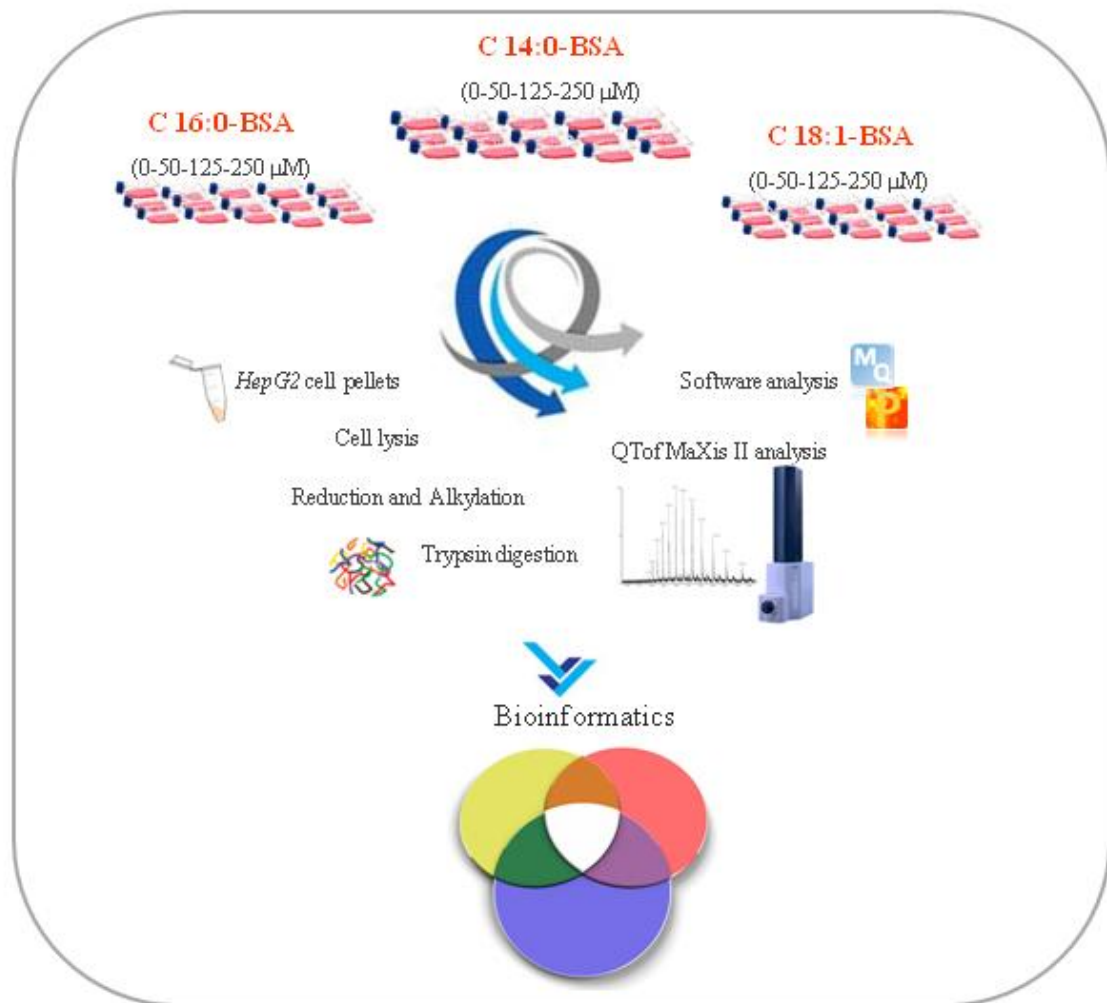 C 14:0-BSA
(0-50-125-250 µM)
C 16:0-BSA
(0-50-125-250 µM)
C 18:1-BSA
(0-50-125-250 µM)
HepG2 cell pellets
Cell lysis
Reduction and Alkylation
Trypsin digestion
Software analysis
MQ
P
QTof MaXis II analysis
Bioinformatics